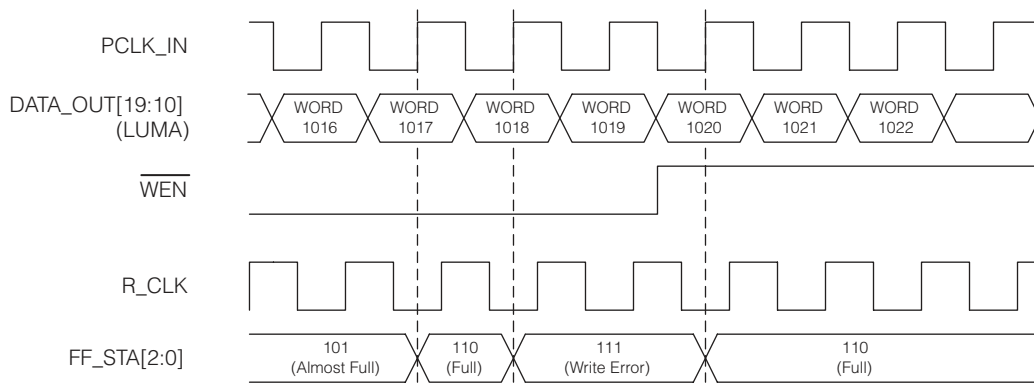 PCLK_IN
DATA_OUT[19:10]
(LUMA)
WORD
1016
WORD
1017
WORD
1018
WORD
1019
WORD
1020
WORD
1021
WORD
1022
WEN
R_CLK
FF_STA[2:0]
101
(Almost Full)
110
(Full)
111
(Write Error)
110
(Full)